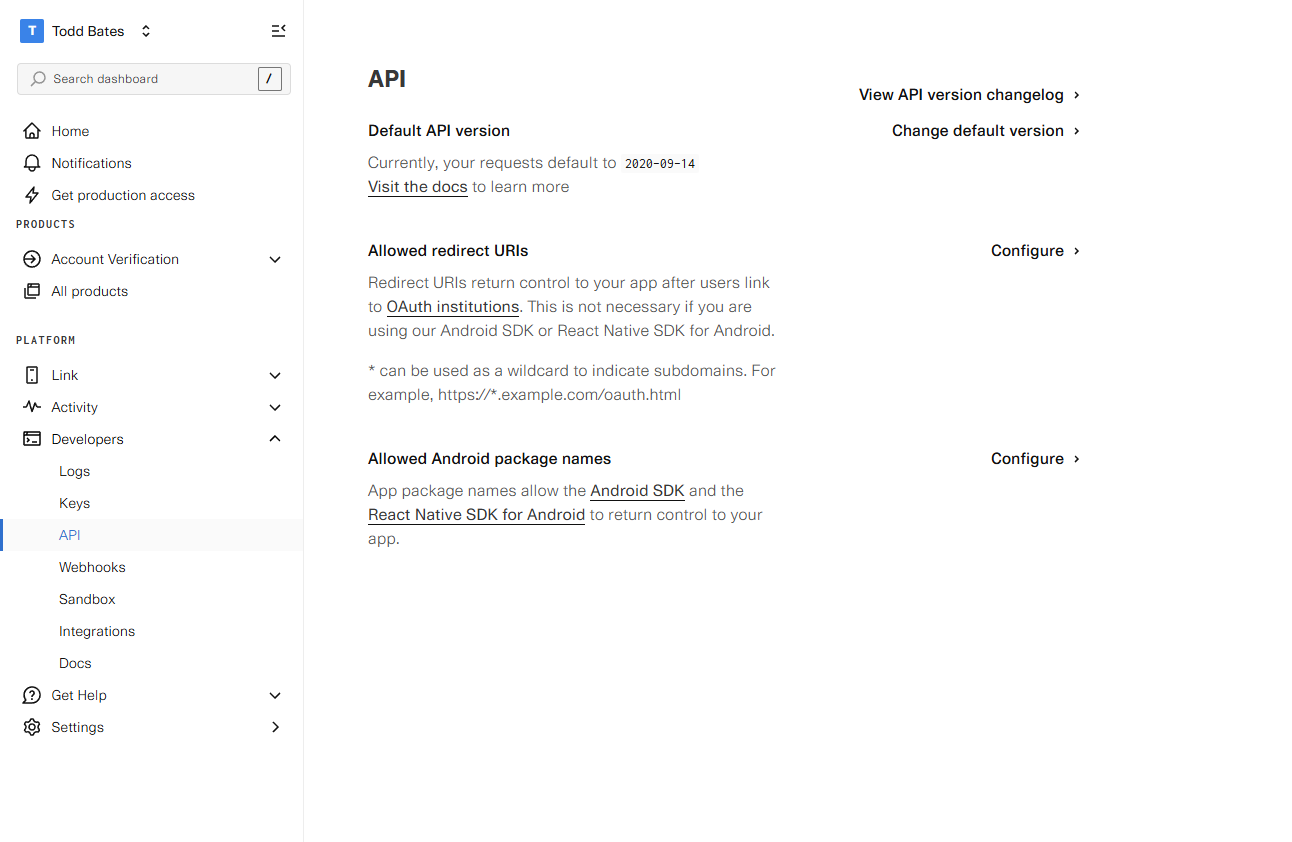 T Todd Bates
Search dashboard /
Home
Notifications
Get production access
PRODUCTS
Account Verification
All products
PLATFORM
Link
Activity
Developers
Logs
Keys
API
Webhooks
Sandbox
Integrations
Docs
Get Help
Settings
API
View API version changelog
Default API version
Change default version
Currently, your requests default to 2020-09-14
Visit the docs to learn more
Allowed redirect URIs
Configure
Redirect URIs return control to your app after users link
to OAuth institutions. This is not necessary if you are
using our Android SDK or React Native SDK for Android.
* can be used as a wildcard to indicate subdomains. For
example, https://*.example.com/oauth.html
Allowed Android package names
Configure
App package names allow the Android SDK and the
React Native SDK for Android to return control to your
app.